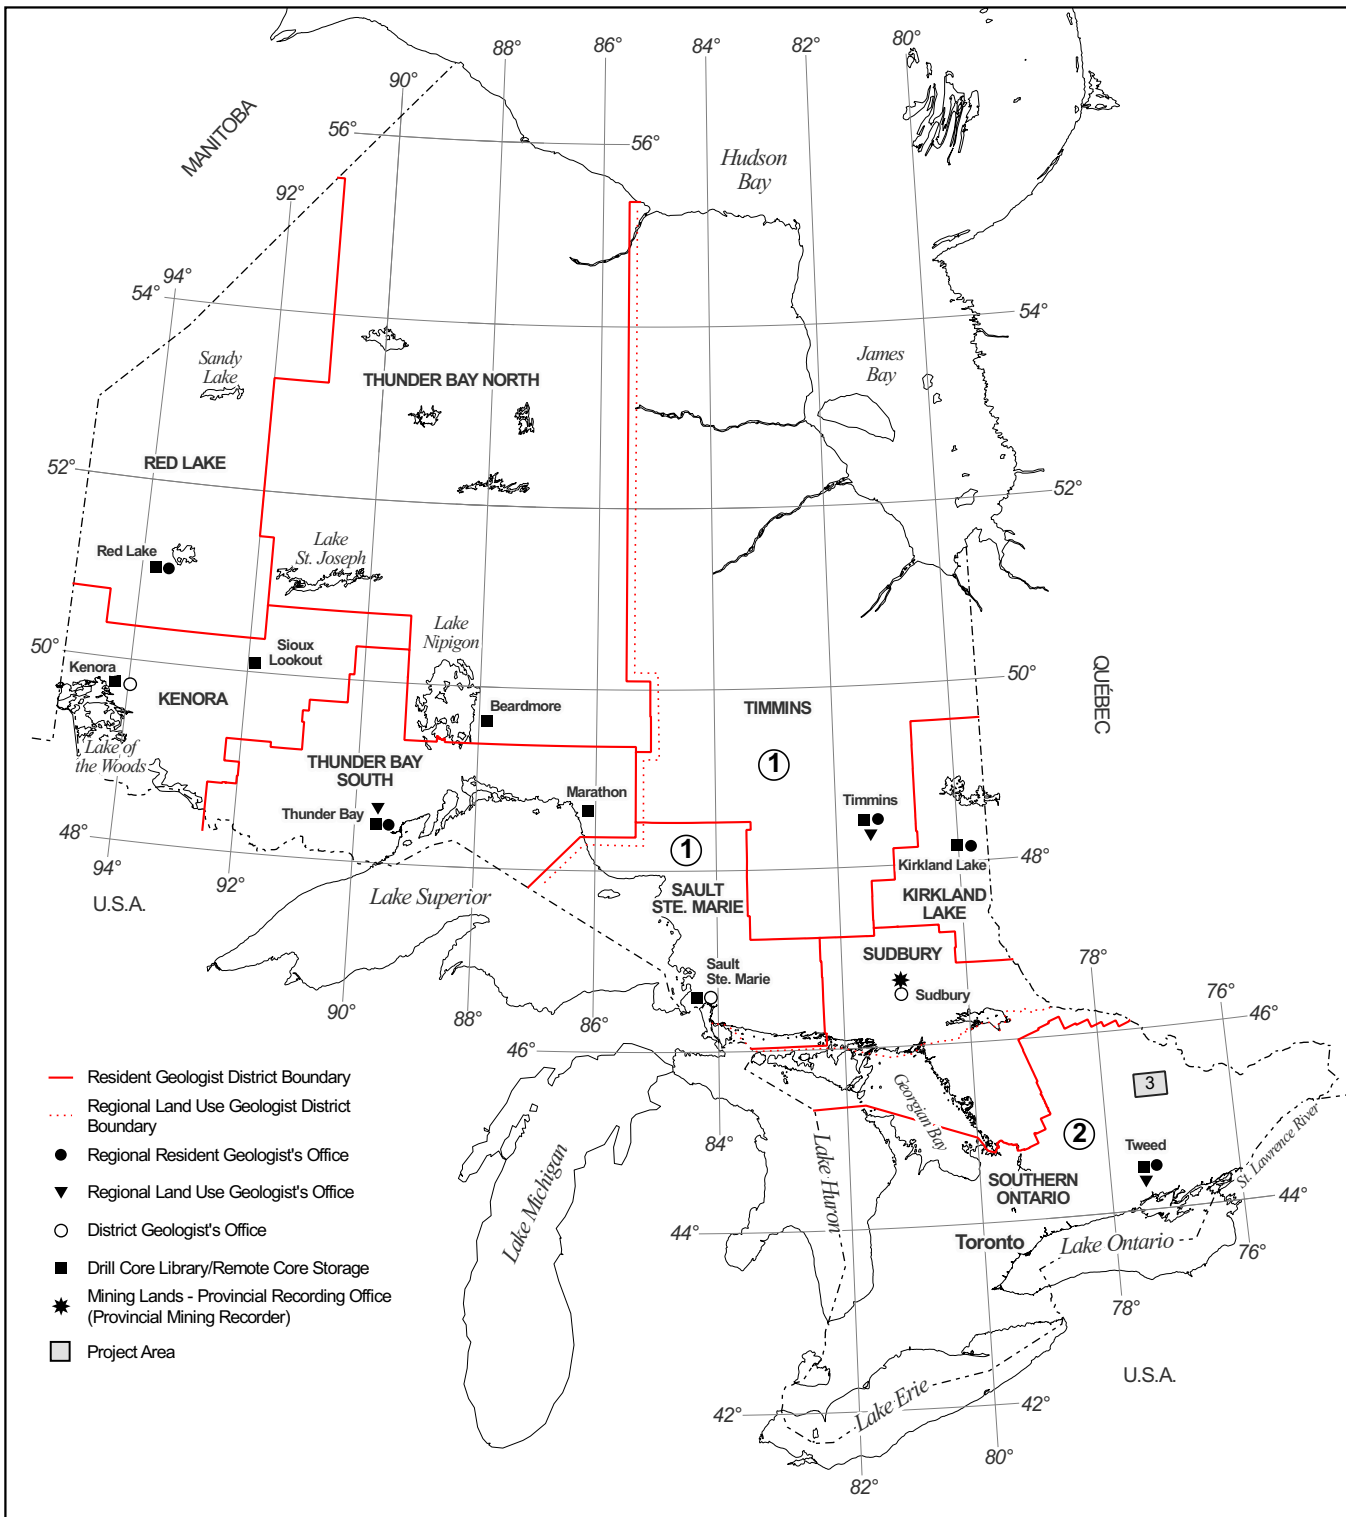 88°
86°
84°
82°
80°
90°
MANITOBA
56°
56°
Hudson
Bay
92°
94°
54°
54°
Sandy
Lake
James
Bay
THUNDER BAY NORTH
RED LAKE
52°
52°
Red Lake
Lake
St. Joseph
50°
Sioux
Lookout
Lake
Nipigon
50°
Kenora
KENORA
Beardmore
TIMMINS
QUÉBEC
Lake of
the Woods
THUNDER BAY
SOUTH
1
Marathon
Timmins
Thunder Bay
48°
1
48°
Kirkland Lake
94°
92°
SAULT
STE. MARIE
KIRKLAND
LAKE
U.S.A.
Lake Superior
SUDBURY
78°
Sault
Ste. Marie
Sudbury
76°
90°
88°
86°
46°
46°
Resident Geologist District Boundary
Regional Land Use Geologist District
Boundary
Regional Resident Geologist's Office
Regional Land Use Geologist's Office
District Geologist's Office
Drill Core Library/Remote Core Storage
Mining Lands - Provincial Recording Office
(Provincial Mining Recorder)
Project Area
3
Georgian Bay
84°
2
Tweed
St. Lawrence River
Lake Michigan
Lake Huron
SOUTHERN
ONTARIO
44°
44°
Toronto
Lake Ontario
76°
78°
U.S.A.
Lake Erie
42°
42°
80°
82°